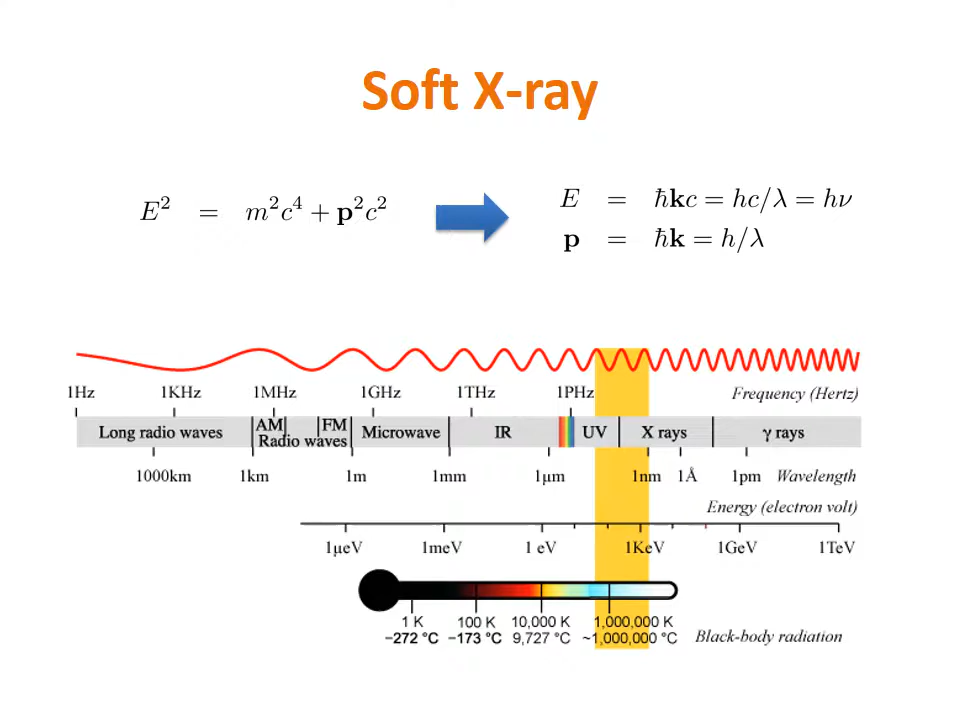 Soft X-ray
E² = m²c⁴ + p²c²
E = ħkc = hc/λ = hν
p = ħk = h/λ
1Hz 1KHz 1MHz 1GHz 1THz 1PHz Frequency (Hertz)
Long radio waves AM FM Radio waves Microwave IR UV X rays γ rays
1000km 1km 1m 1mm 1μm 1nm 1Å 1pm Wavelength
Energy (electron volt)
1μeV 1meV 1 eV 1KeV 1GeV 1TeV
1 K 100 K 10,000 K 1,000,000 K
−272 °C −173 °C 9,727 °C ~1,000,000 °C Black-body radiation